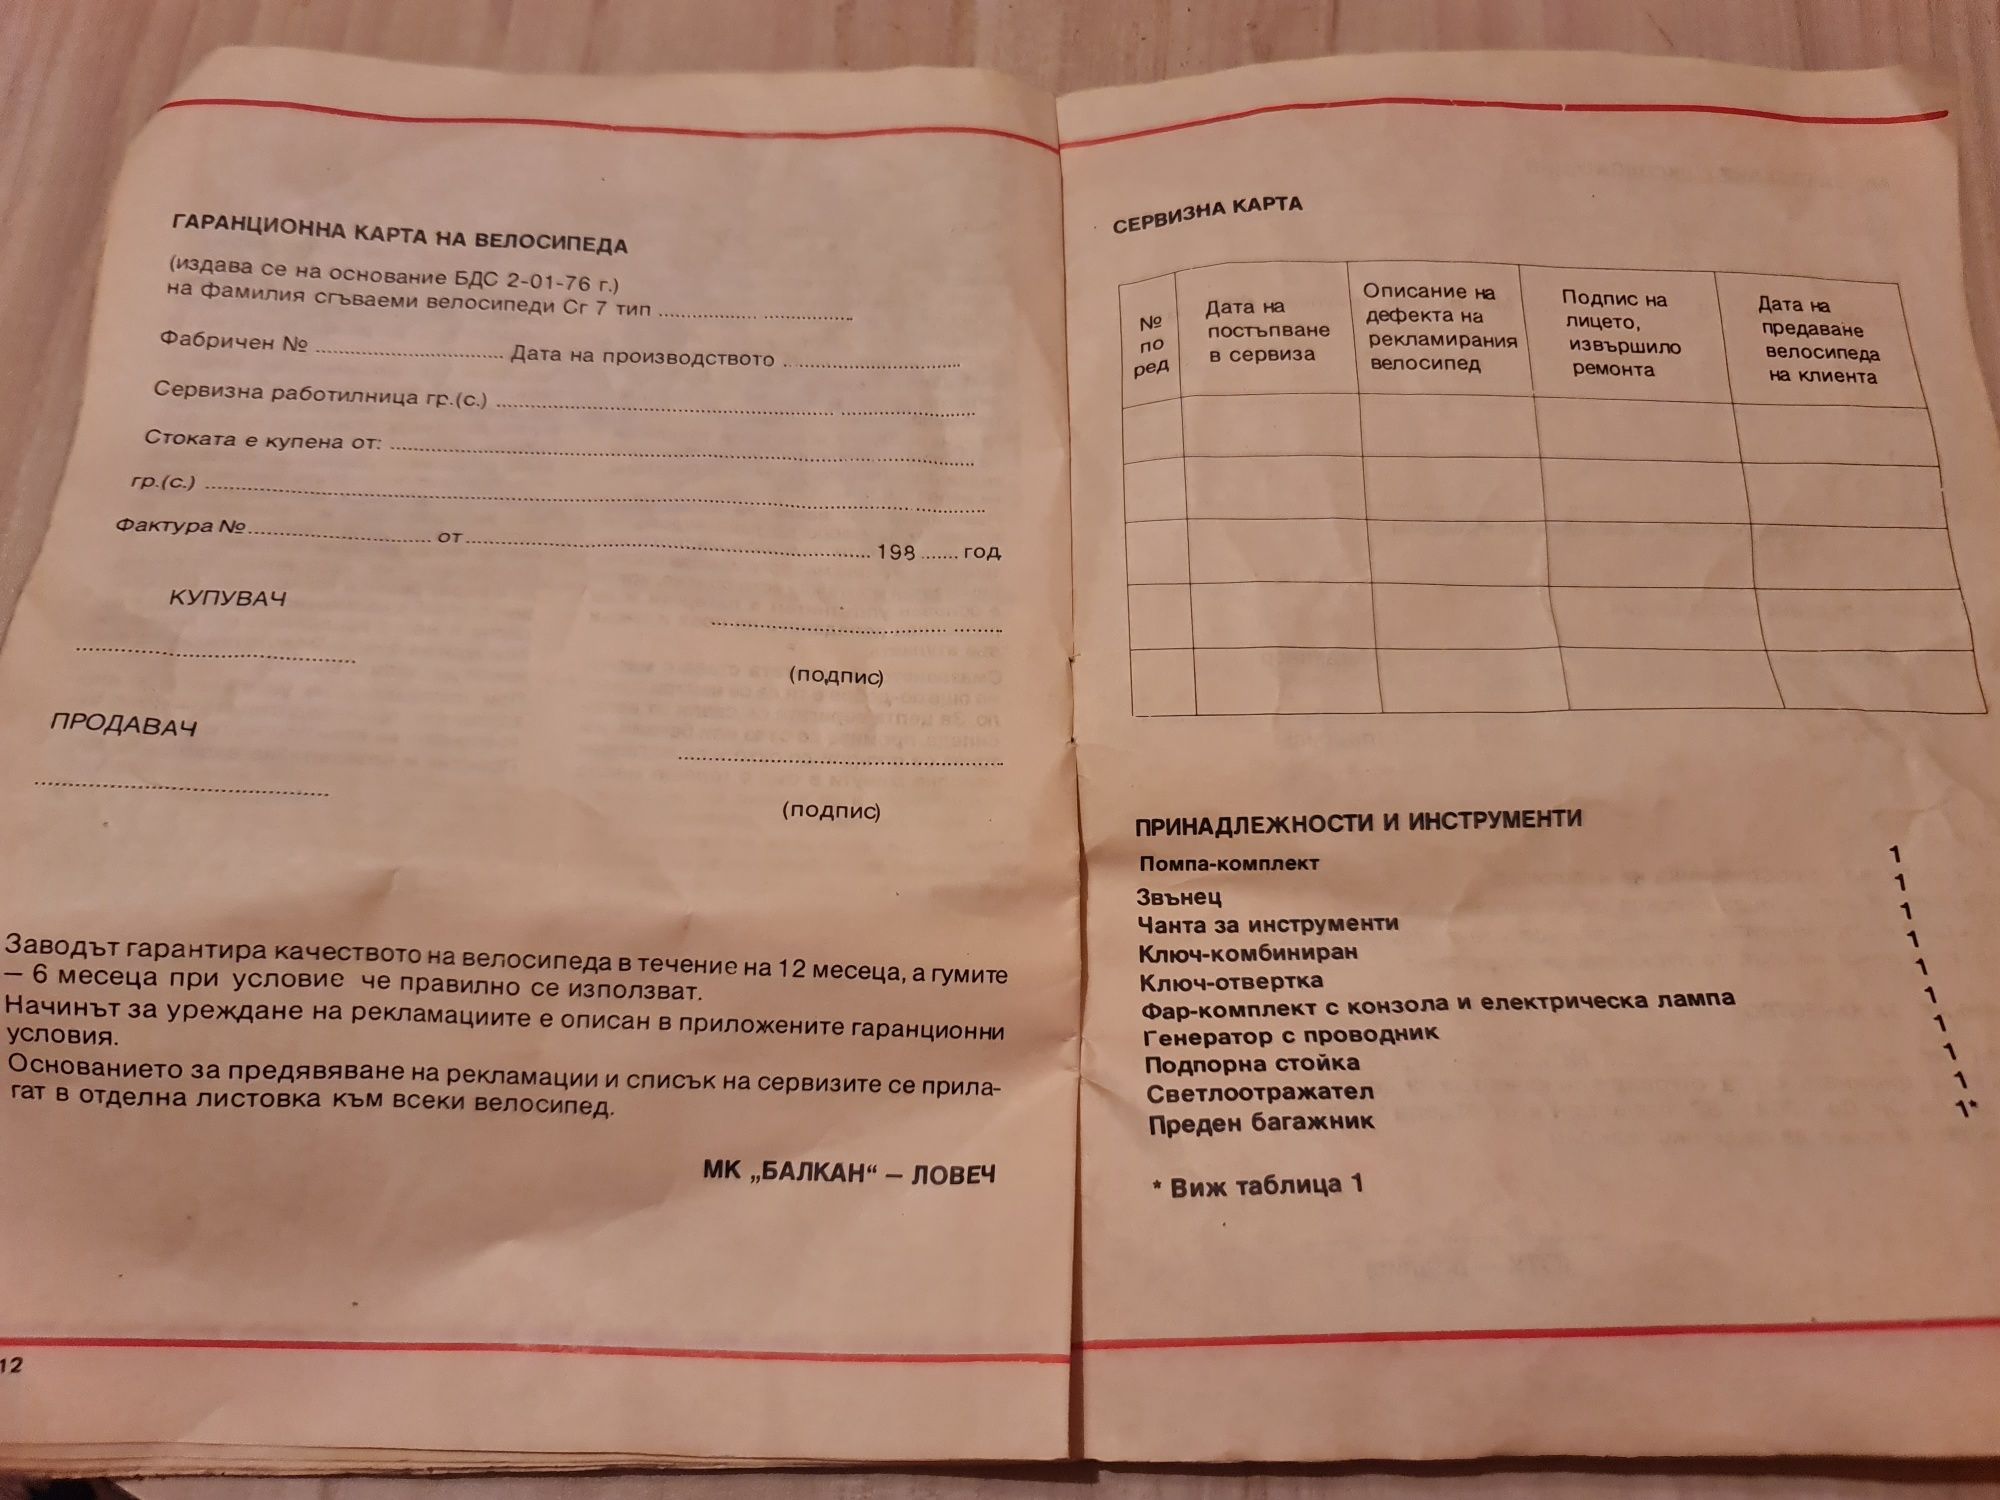 ГАРАНЦИОННА КАРТА НА ВЕЛОСИПЕДА
(издава се на основание БДС 2-01-76 г.)
на фамилия сгъваеми велосипеди Сг 7 тип ........................
Фабричен № ........................ Дата на производството ........................
Сервизна работилница гр.(с.) ........................
Стоката е купена от: ........................
гр.(с.) ........................
Фактура № ........................ от ........................ 198 ....... год
КУПУВАЧ
(подпис)
ПРОДАВАЧ
(подпис)
Заводът гарантира качеството на велосипеда в течение на 12 месеца, а гумите
– 6 месеца при условие че правилно се използват.
Начинът за уреждане на рекламациите е описан в приложените гаранционни
условия.
Основанието за предявяване на рекламации и списък на сервизите се прила-
гат в отделна листовка към всеки велосипед.
МК „БАЛКАН“ – ЛОВЕЧ
12
СЕРВИЗНА КАРТА
№
по
ред
Дата на
постъпване
в сервиза
Описание на
дефекта на
рекламирания
велосипед
Подпис на
лицето,
извършило
ремонта
Дата на
предаване
велосипеда
на клиента
ПРИНАДЛЕЖНОСТИ И ИНСТРУМЕНТИ
Помпа-комплект 1
Звънец 1
Чанта за инструменти 1
Ключ-комбиниран 1
Ключ-отвертка 1
Фар-комплект с конзола и електрическа лампа 1
Генератор с проводник 1
Подпорна стойка 1
Светлоотражател 1
Преден багажник 1*
* Виж таблица 1